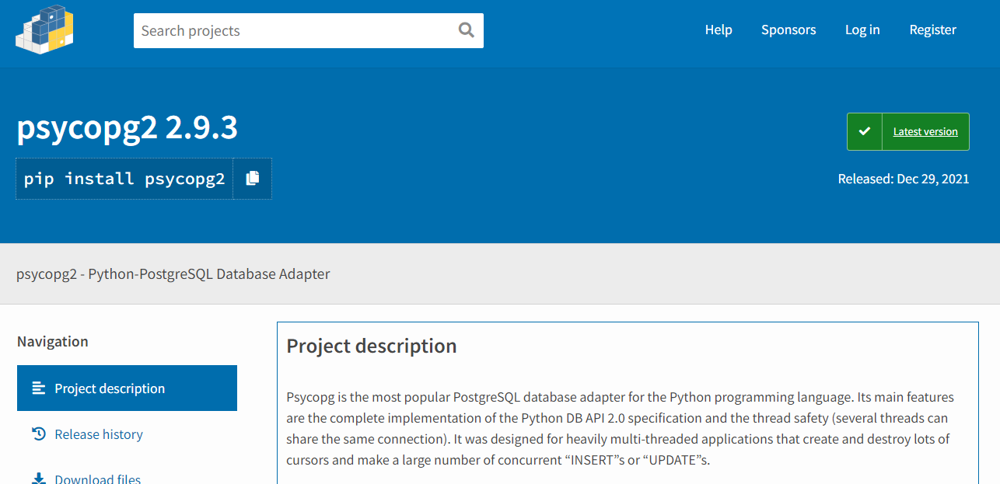 Search projects
Help
Sponsors
Log in
Register
psycopg2 2.9.3
pip install psycopg2
Latest version
Released: Dec 29, 2021
psycopg2 - Python-PostgreSQL Database Adapter
Navigation
Project description
Release history
Download files
Project description
Psycopg is the most popular PostgreSQL database adapter for the Python programming language. Its main features
are the complete implementation of the Python DB API 2.0 specification and the thread safety (several threads can
share the same connection). It was designed for heavily multi-threaded applications that create and destroy lots of
cursors and make a large number of concurrent “INSERT”s or “UPDATE”s.